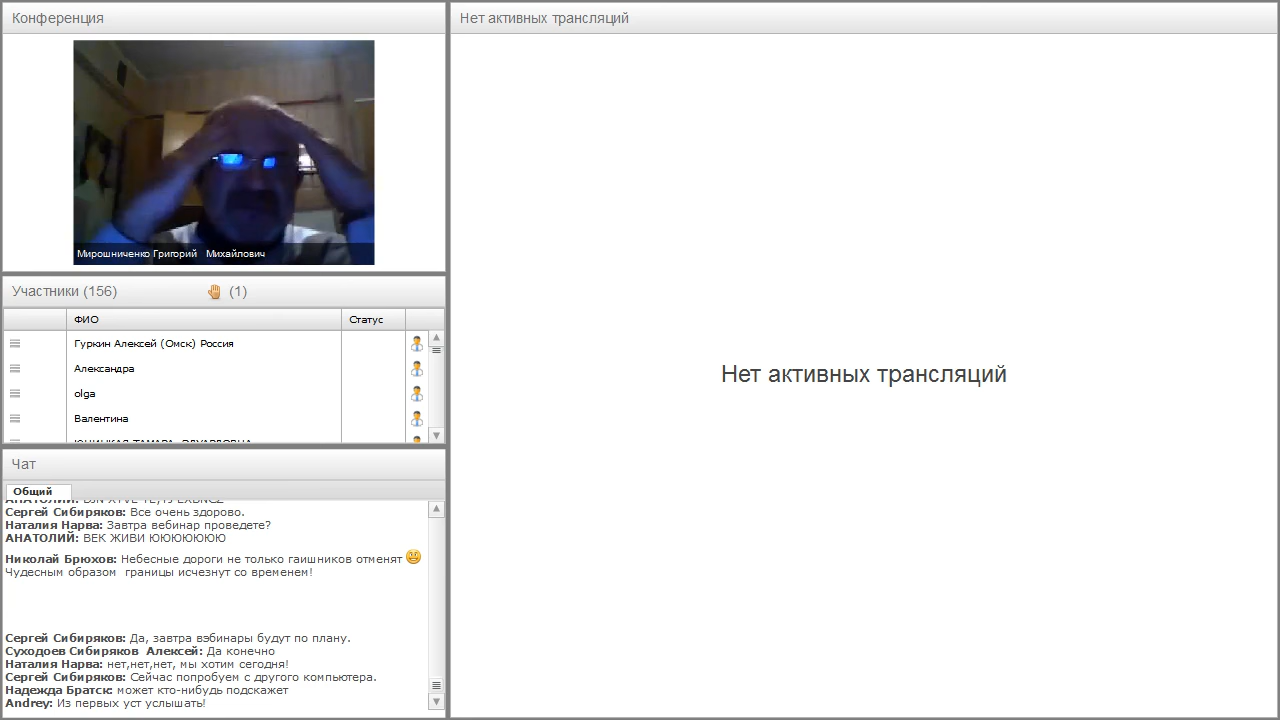 Конференция
Мирошниченко Григорий Михайлович
Участники (156) (1)
ФИО Статус
Гуркин Алексей (Омск) Россия
Александра
olga
Валентина
Чат
Общий
АНАТОЛИЙ:
Сергей Сибиряков: Все очень здорово.
Наталия Нарва: Завтра вебинар проведете?
АНАТОЛИЙ: ВЕК ЖИВИ ЮЮЮЮЮЮЮ
Николай Брюхов: Небесные дороги не только гаишников отменят
Чудесным образом границы исчезнут со временем!
Сергей Сибиряков: Да, завтра вэбинары будут по плану.
Суходоев Сибиряков Алексей: Да конечно
Наталия Нарва: нет,нет,нет, мы хотим сегодня!
Сергей Сибиряков: Сейчас попробуем с другого компьютера.
Надежда Братск: может ктз-нибудь подскажет
Andrey: Из первых уст услышать!
Нет активных трансляций
Нет активных трансляций